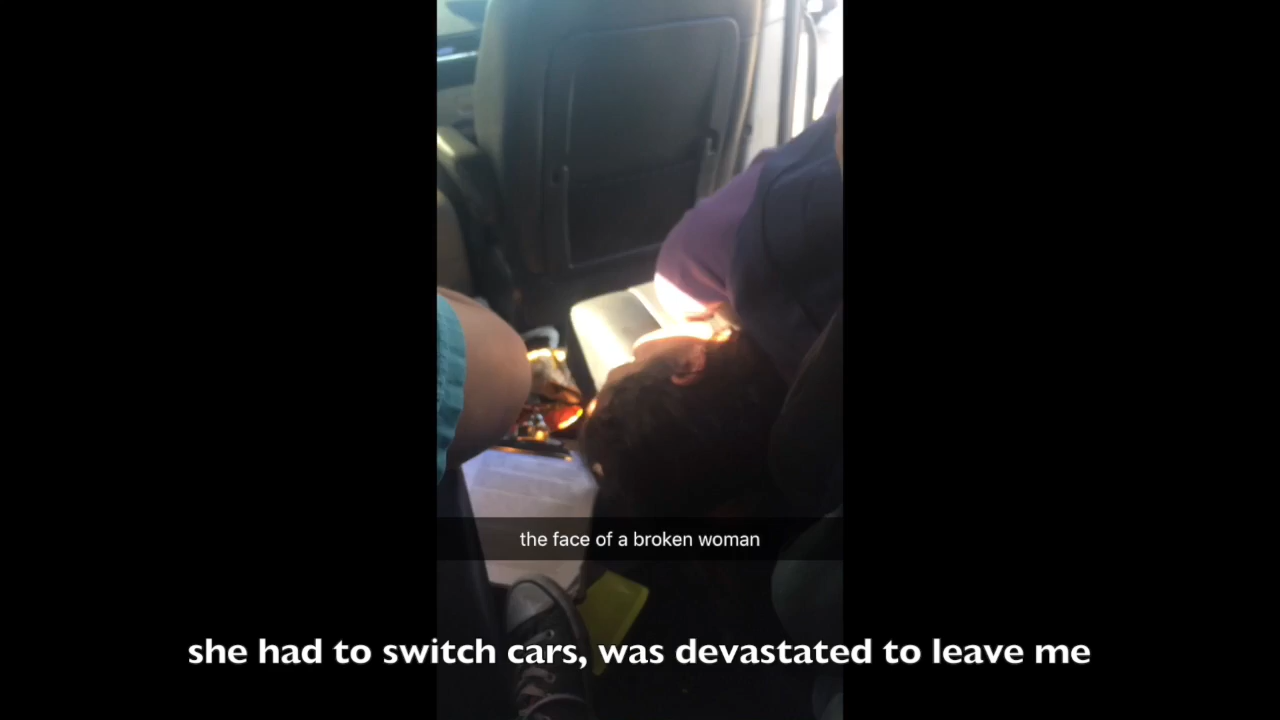 the face of a broken woman
she had to switch cars, was devastated to leave me